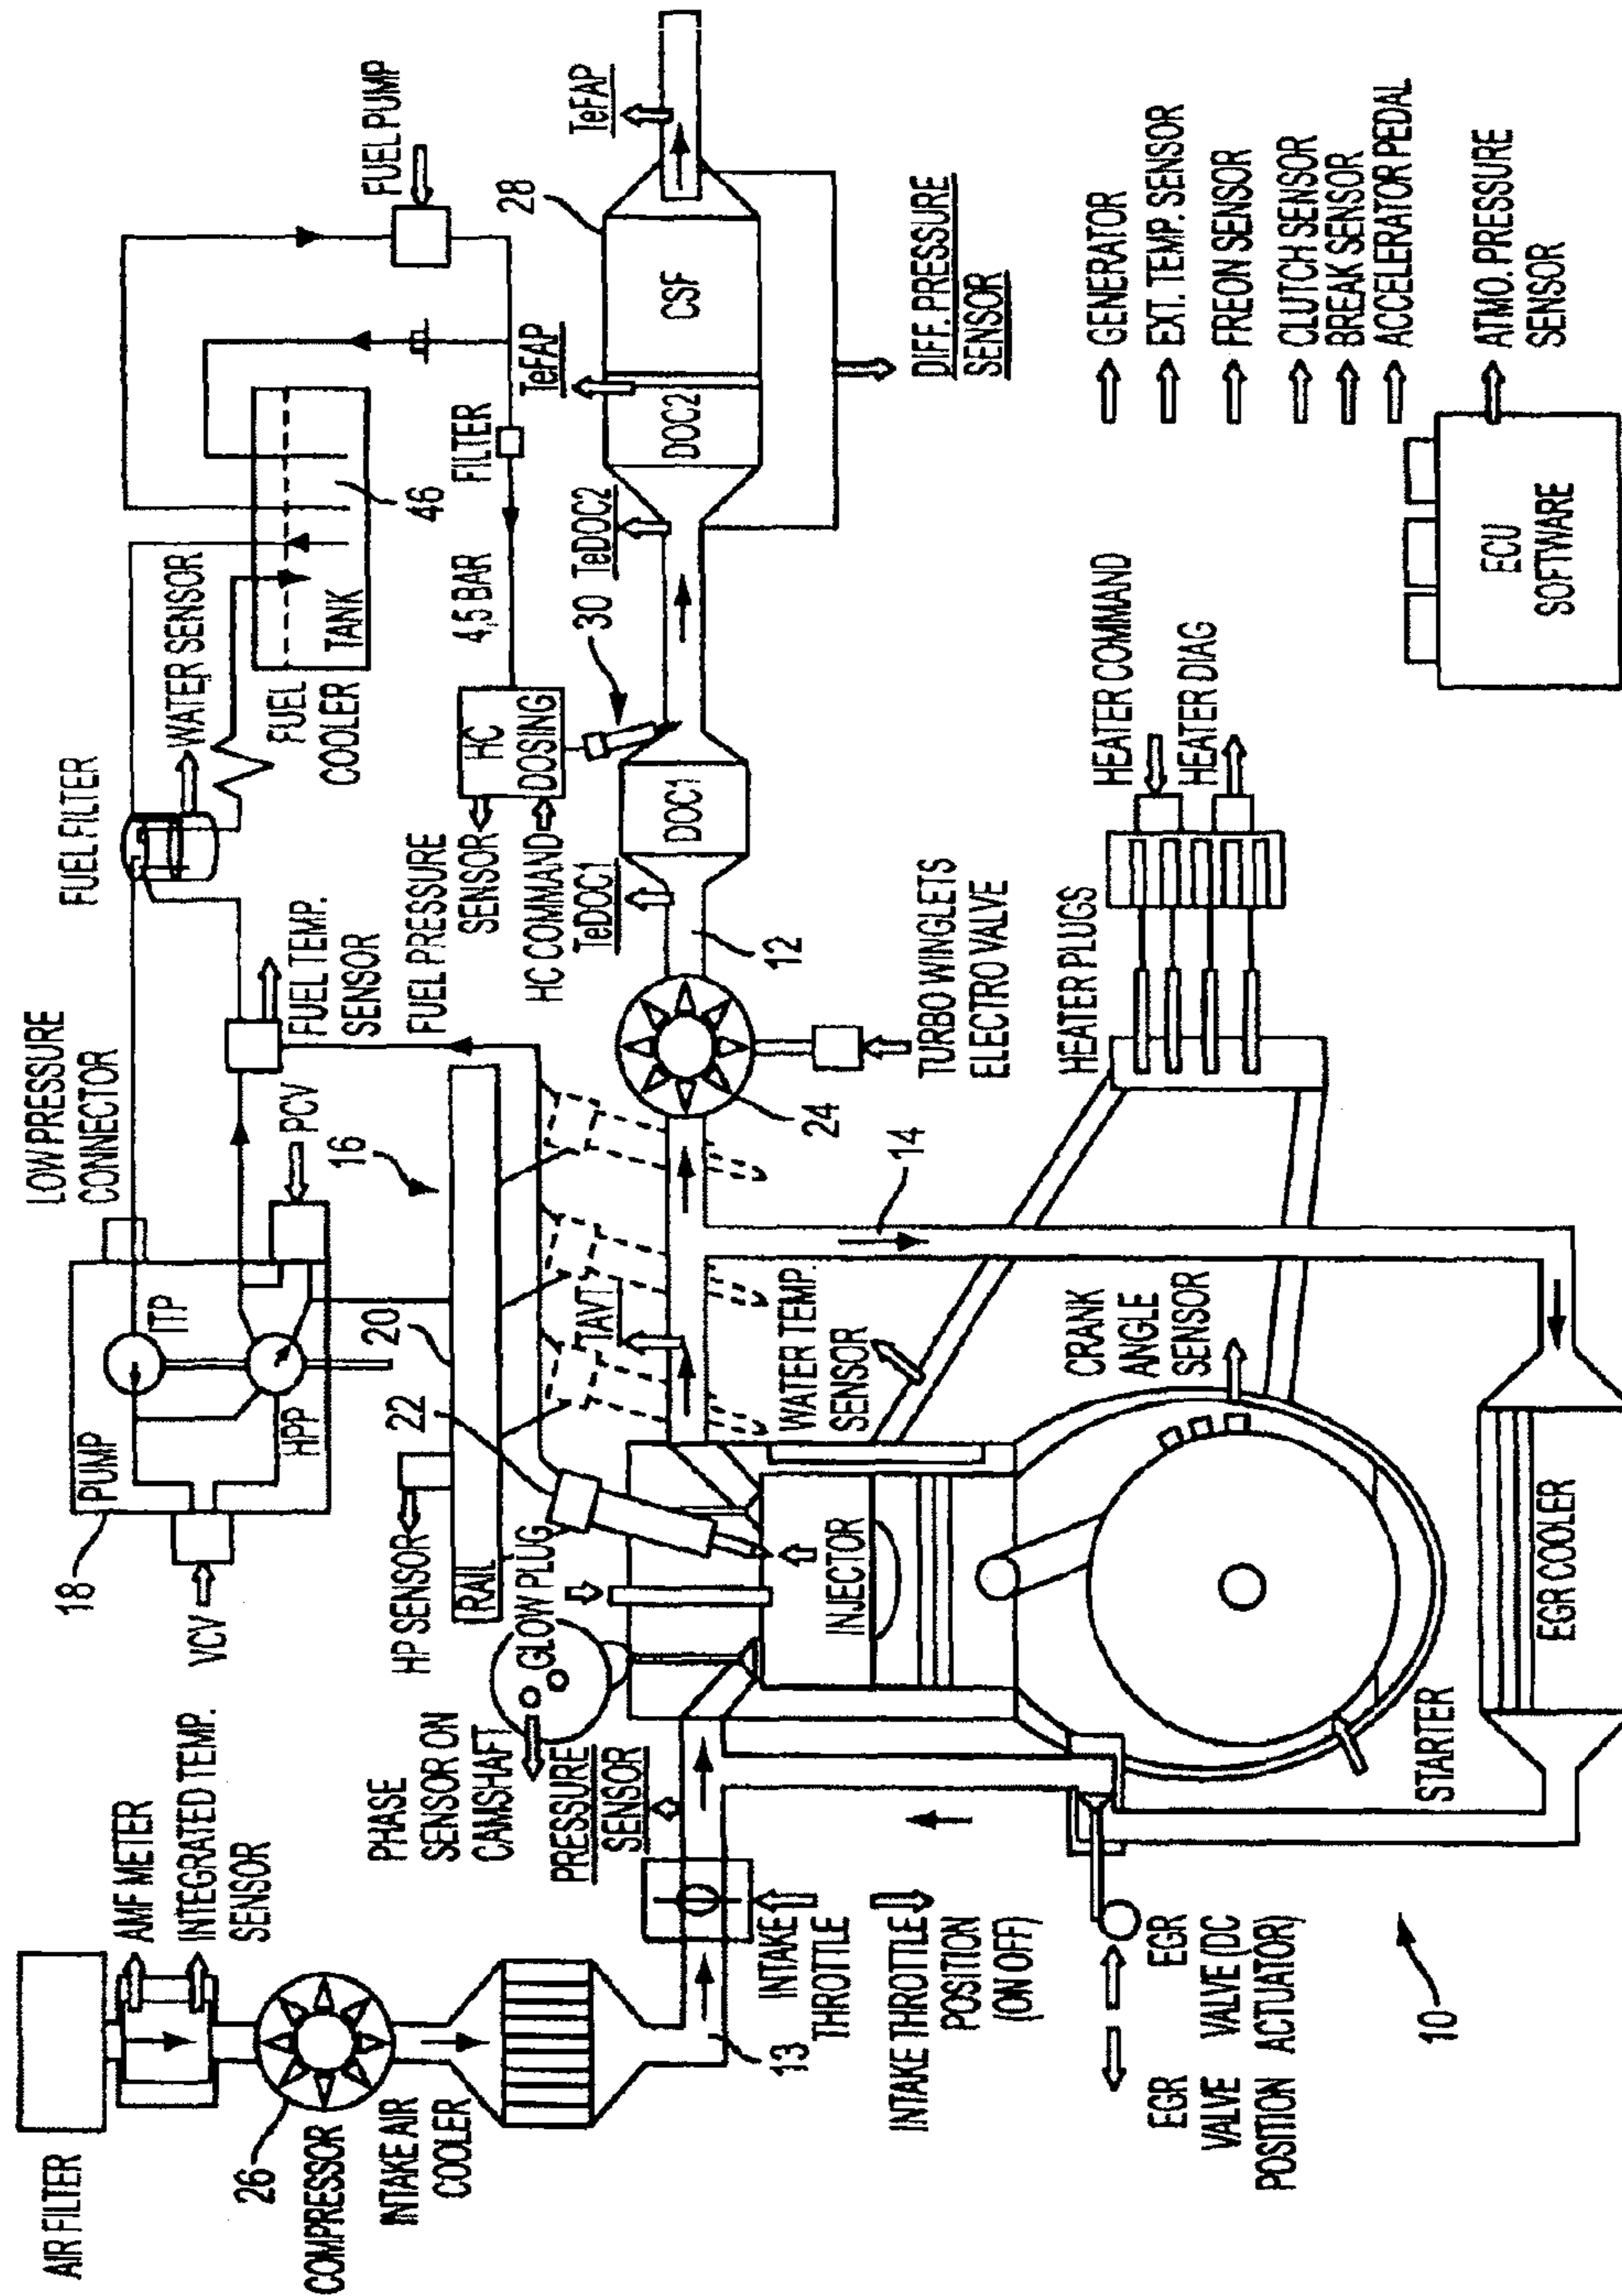 AIR FILTER
AMF METER
INTEGRATED TEMP.
SENSOR
26
COMPRESSOR
INTAKE AIR
COOLER
13
INTAKE
THROTTLE
INTAKE THROTTLE
POSITION
(ON OFF)
EGR
VALVE
POSITION
EGR
VALVE (DC
ACTUATOR)
10
18
PUMP
ITP
HPP
VCV
PCV
LOW PRESSURE
CONNECTOR
HP SENSOR
RAIL
20
16
22
GLOW PLUG
PHASE
SENSOR ON
CAMSHAFT
PRESSURE
SENSOR
INJECTOR
STARTER
EGR COOLER
CRANK
ANGLE
SENSOR
WATER TEMP.
SENSOR
TAVT
14
24
TURBO WINGLETS
ELECTRO VALVE
12
HEATER PLUGS
HEATER COMMAND
HEATER DIAG
FUEL TEMP.
SENSOR
FUEL FILTER
WATER SENSOR
FUEL
COOLER
TANK
46
FUEL PUMP
FILTER
4,5 BAR
FUEL PRESSURE
SENSOR
HC COMMAND
HC
DOSING
30
TeDOC1
DOC1
TeDOC2
DOC2
TeFAP
CSF
28
TeFAP
DIFF. PRESSURE
SENSOR
GENERATOR
EXT. TEMP. SENSOR
FREON SENSOR
CLUTCH SENSOR
BREAK SENSOR
ACCELERATOR PEDAL
ATMO. PRESSURE
SENSOR
ECU
SOFTWARE